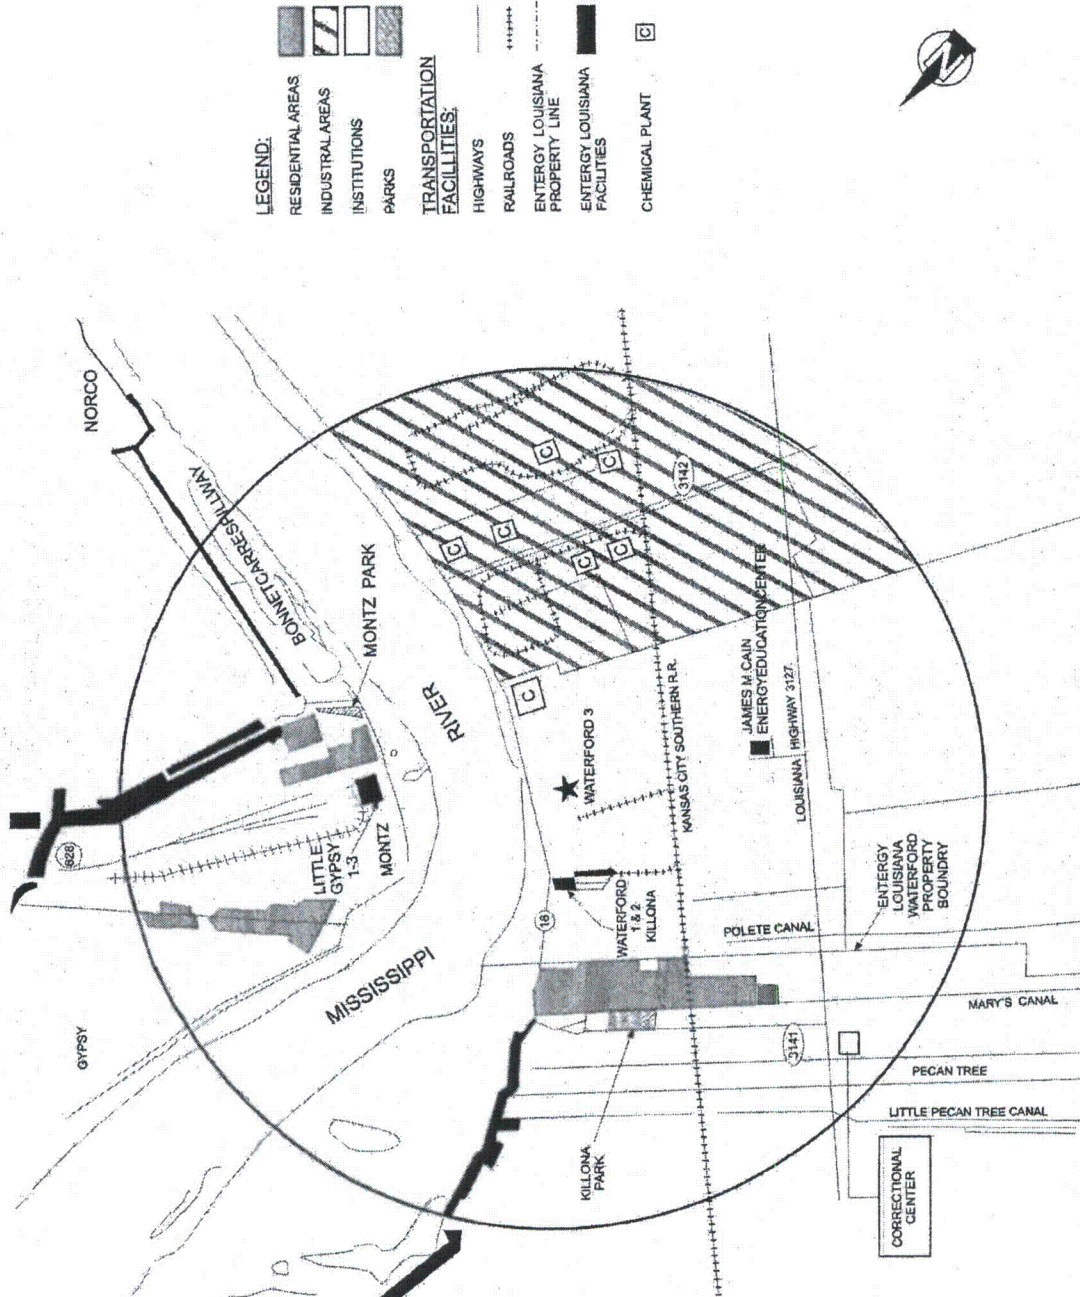 LEGEND:
RESIDENTIAL AREAS
INDUSTRAL AREAS
INSTITUTIONS
PARKS
TRANSPORTATION
FACILLITIES:
HIGHWAYS
RAILROADS
ENTERGY LOUISIANA
PROPERTY LINE
ENTERGY LOUISIANA
FACILITIES
CHEMICAL PLANT
C
N
NORCO
BONNET CARRE SPILLWAY
MONTZ PARK
RIVER
628
LITTLE
GYPSY
1-3
MONTZ
GYPSY
MISSISSIPPI
C
C
C
C
C
C
C
3142
WATERFORD 3
KANSAS CITY SOUTHERN R.R.
JAMES M.CAIN
ENERGYEDUCATIONCENTER
LOUISIANA HIGHWAY 3127
18
WATERFORD
1 & 2
KILLONA
POLETE CANAL
ENTERGY
LOUISIANA
WATERFORD
PROPERTY
BOUNDRY
MARY'S CANAL
3141
PECAN TREE
LITTLE PECAN TREE CANAL
KILLONA
PARK
CORRECTIONAL
CENTER